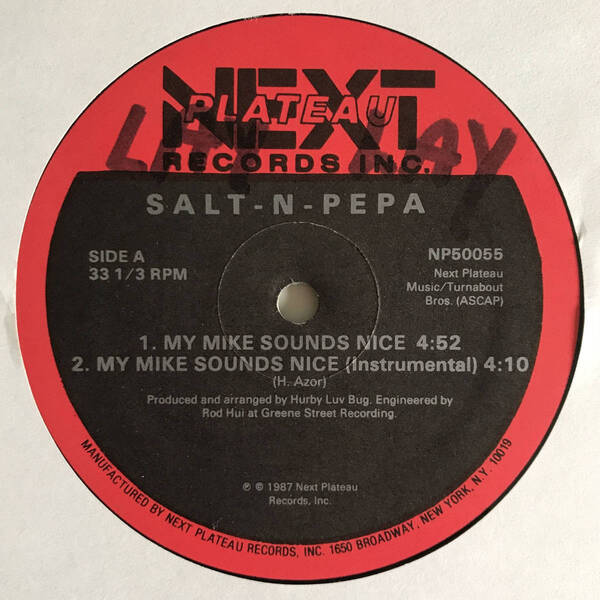 NEXT
PLATEAU
RECORDS INC.
SALT-N-PEPA
SIDE A
33 1/3 RPM
NP50055
Next Plateau
Music/Turnabout
Bros. (ASCAP)
1. MY MIKE SOUNDS NICE 4:52
2. MY MIKE SOUNDS NICE (Instrumental) 4:10
(H. Azor)
Produced and arranged by Hurby Luv Bug. Engineered by
Rod Hui at Greene Street Recording.
℗ © 1987 Next Plateau
Records, Inc.
MANUFACTURED BY NEXT PLATEAU RECORDS, INC. 1650 BROADWAY, NEW YORK, N.Y. 10019